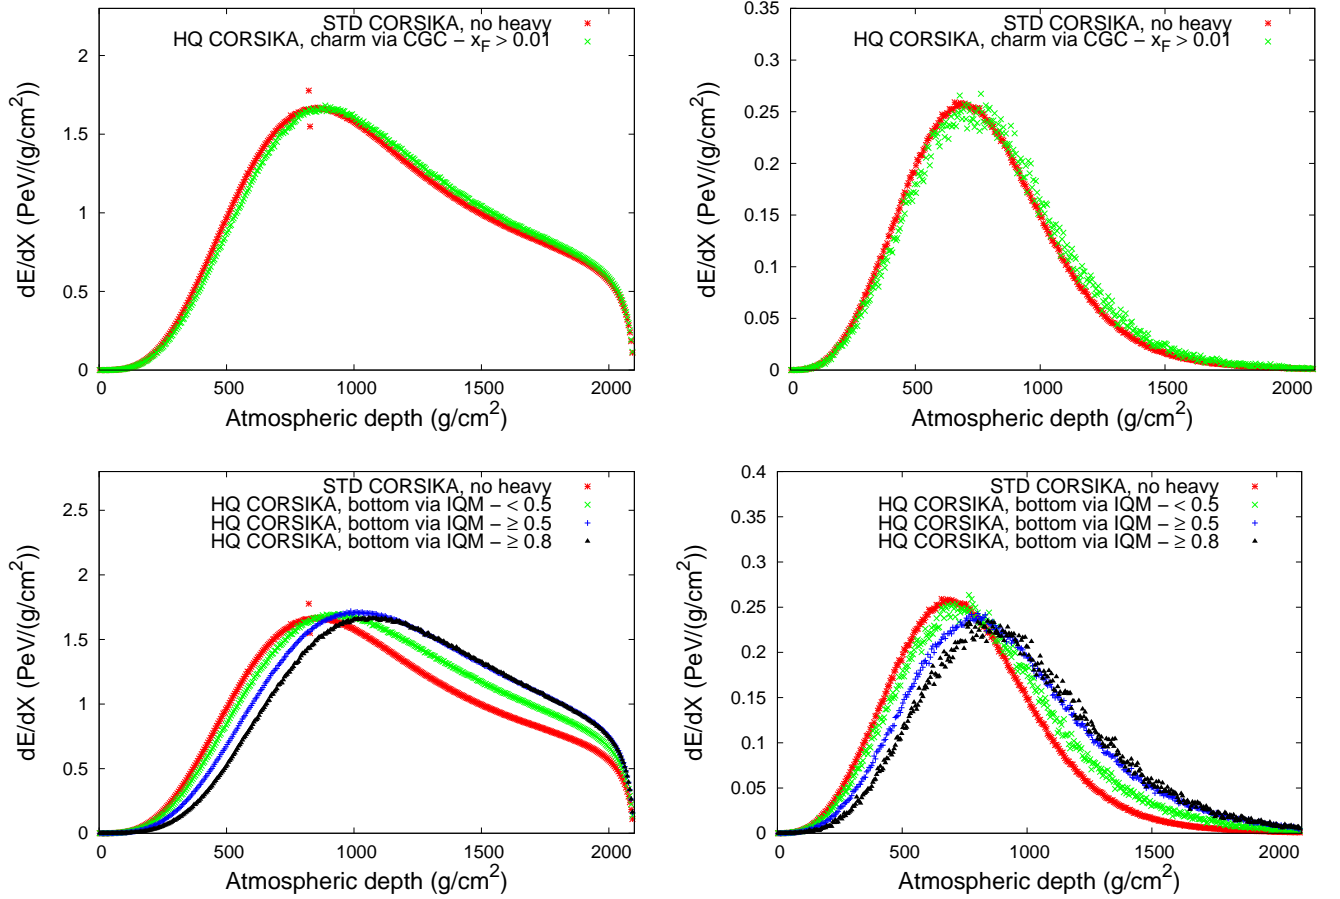 STD CORSIKA, no heavy
HQ CORSIKA, charm via CGC – x_F > 0.01
dE/dX (PeV/(g/cm²))
2
1.5
1
0.5
0
0 500 1000 1500 2000
Atmospheric depth (g/cm²)
STD CORSIKA, no heavy
HQ CORSIKA, charm via CGC – x_F > 0.01
dE/dX (PeV/(g/cm²))
0.35
0.3
0.25
0.2
0.15
0.1
0.05
0
0 500 1000 1500 2000
Atmospheric depth (g/cm²)
STD CORSIKA, no heavy
HQ CORSIKA, bottom via IQM – < 0.5
HQ CORSIKA, bottom via IQM – ≥ 0.5
HQ CORSIKA, bottom via IQM – ≥ 0.8
dE/dX (PeV/(g/cm²))
2.5
2
1.5
1
0.5
0
0 500 1000 1500 2000
Atmospheric depth (g/cm²)
STD CORSIKA, no heavy
HQ CORSIKA, bottom via IQM – < 0.5
HQ CORSIKA, bottom via IQM – ≥ 0.5
HQ CORSIKA, bottom via IQM – ≥ 0.8
dE/dX (PeV/(g/cm²))
0.4
0.35
0.3
0.25
0.2
0.15
0.1
0.05
0
0 500 1000 1500 2000
Atmospheric depth (g/cm²)